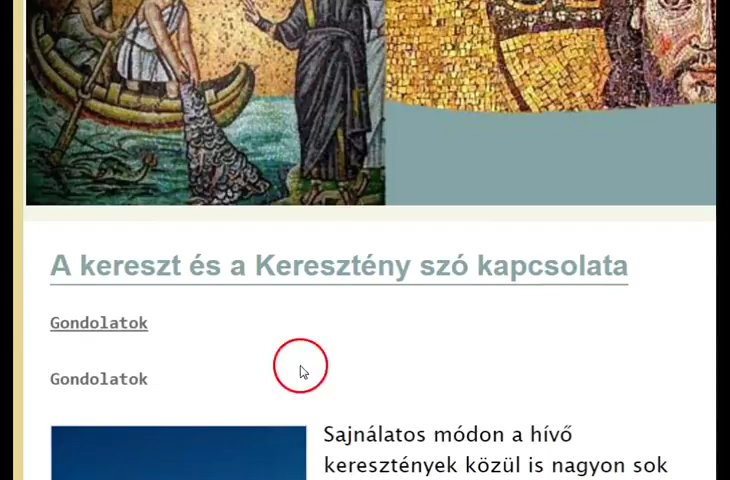 A kereszt és a Keresztény szó kapcsolata
Gondolatok
Gondolatok
Sajnálatos módon a hívő
keresztények közül is nagyon sok